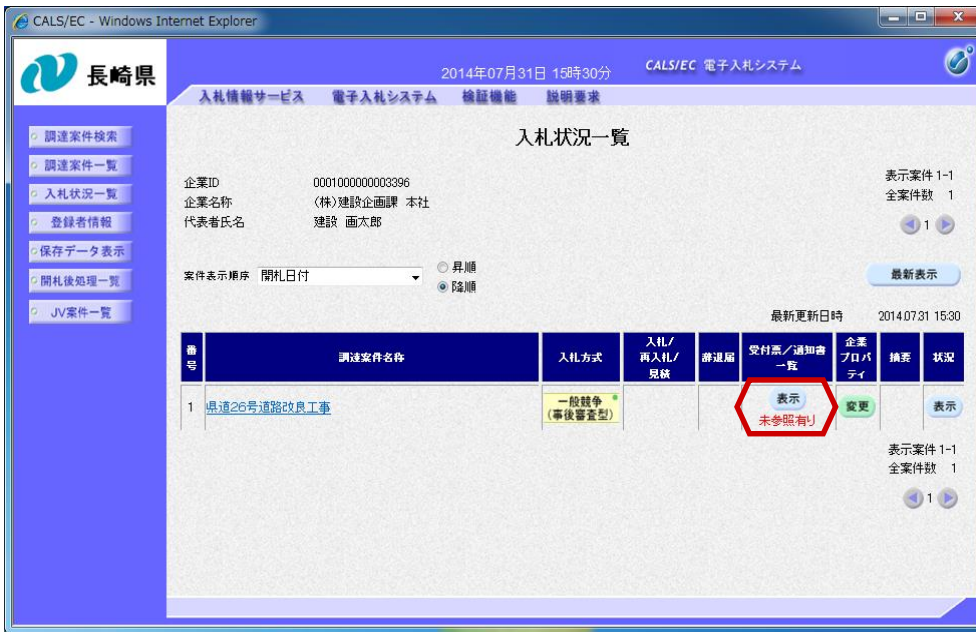 CALS/EC - Windows Internet Explorer
長崎県
2014年07月31日 15時30分
CALS/EC 電子入札システム
入札情報サービス 電子入札システム 検証機能 説明要求
調達案件検索
調達案件一覧
入札状況一覧
登録者情報
保存データ表示
開札後処理一覧
JV案件一覧
入札状況一覧
企業ID 0001000000003396
企業名称 (株)建設企画課 本社
代表者氏名 建設 画太郎
表示案件 1-1
全案件数 1
1
案件表示順序 開札日付
昇順
降順
最新表示
最新更新日時 2014.07.31 15:30
番号 調達案件名称 入札方式 入札/再入札/見積 辞退届 受付票/通知書一覧 企業プロパティ 摘要 状況
1 県道26号道路改良工事 一般競争(事後審査型) 表示 未参照有り 変更 表示
表示案件 1-1
全案件数 1
1